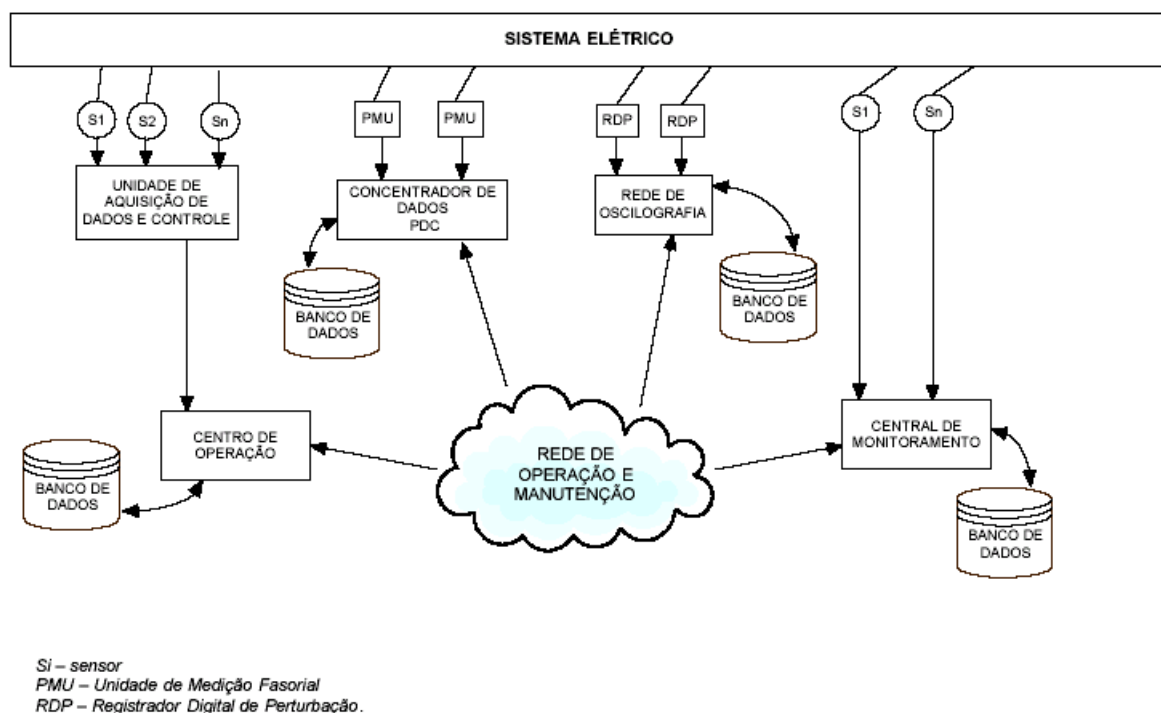 SISTEMA ELÉTRICO
S1
S2
Sn
PMU
PMU
RDP
RDP
S1
Sn
UNIDADE DE
AQUISIÇÃO DE
DADOS E CONTROLE
CONCENTRADOR DE
DADOS
PDC
REDE DE
OSCILOGRAFIA
BANCO DE
DADOS
BANCO DE
DADOS
CENTRO DE
OPERAÇÃO
REDE DE
OPERAÇÃO E
MANUTENÇÃO
CENTRAL DE
MONITORAMENTO
BANCO DE
DADOS
BANCO DE
DADOS
Si – sensor
PMU – Unidade de Medição Fasorial
RDP – Registrador Digital de Perturbação.